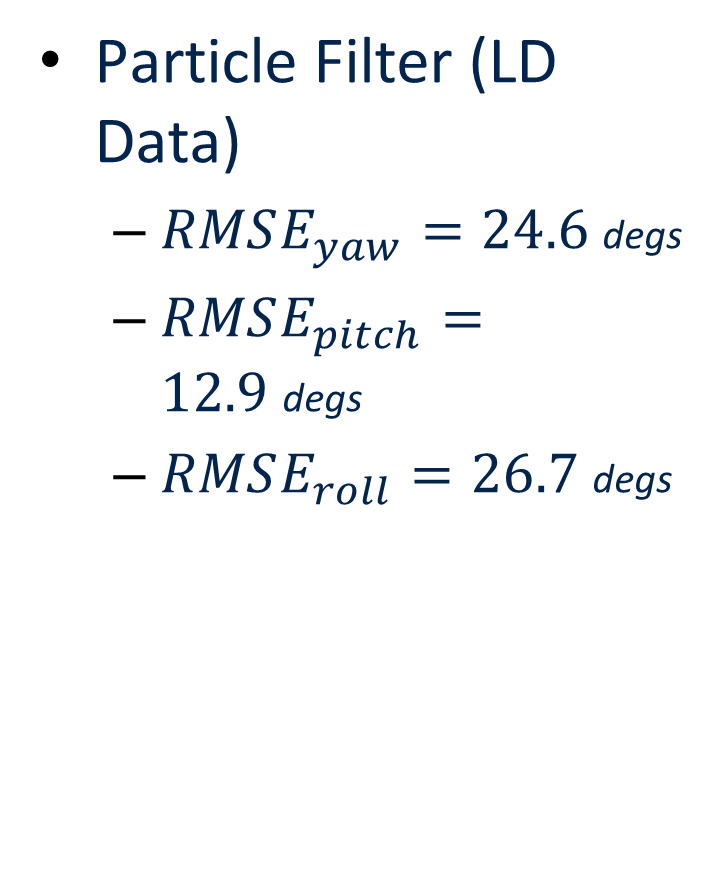 • Particle Filter (LD
Data)
– RMSE_yaw = 24.6 degs
– RMSE_pitch =
12.9 degs
– RMSE_roll = 26.7 degs